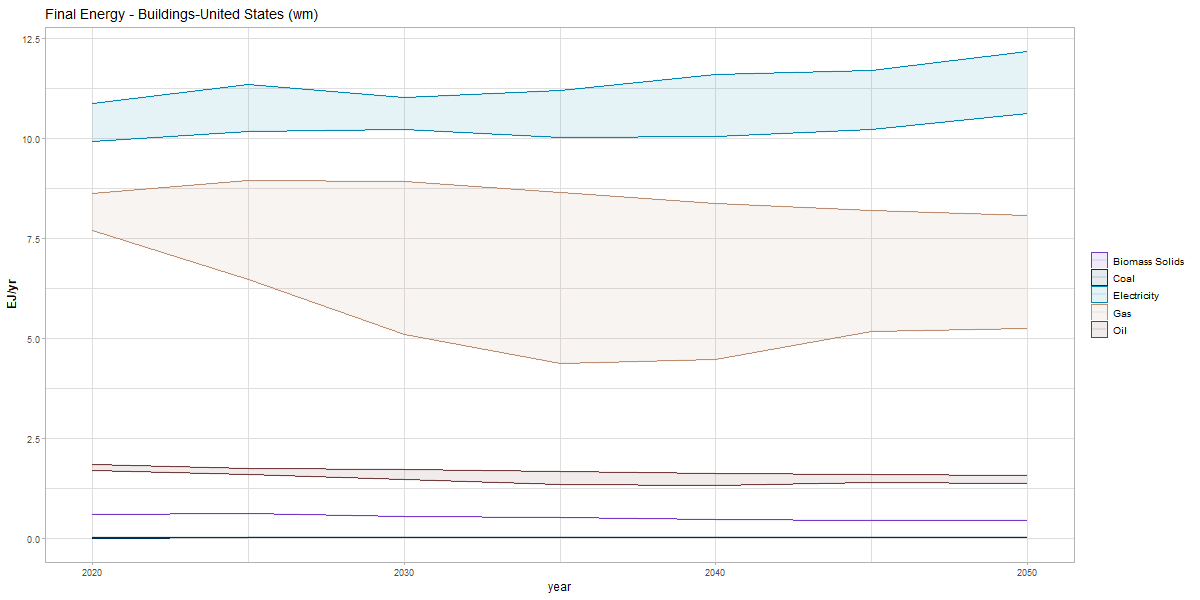 Final Energy - Buildings-United States (wm)
12.5
10.0
7.5
5.0
2.5
0.0
EJ/yr
2020
2030
2040
2050
year
Biomass Solids
Coal
Electricity
Gas
Oil